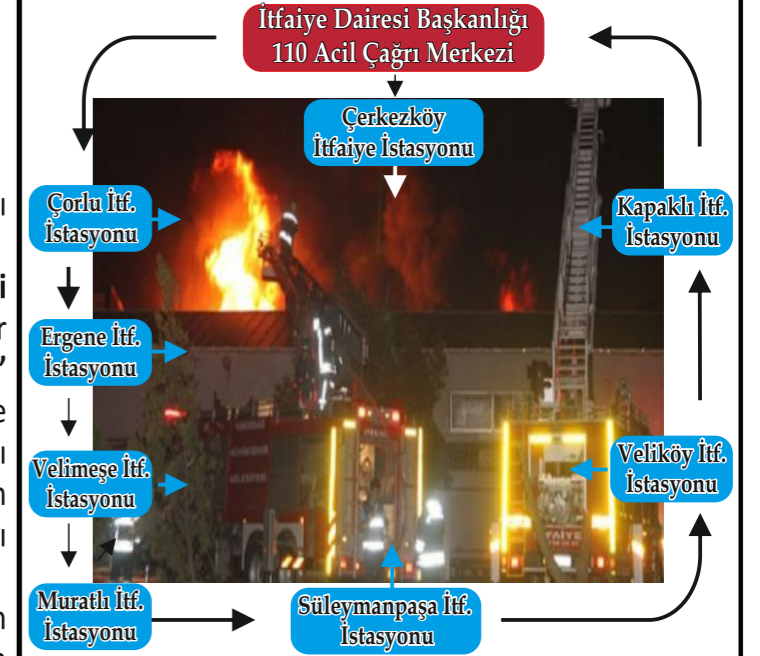 İtfaiye Dairesi Başkanlığı
110 Acil Çağrı Merkezi
Çerkezköy
İtfaiye İstasyonu
Çorlu İtf.
İstasyonu
Kapaklı İtf.
İstasyonu
Ergene İtf.
İstasyonu
Velimeşe İtf.
İstasyonu
Veliköy İtf.
İstasyonu
Muratlı İtf.
İstasyonu
Süleymanpaşa İtf.
İstasyonu